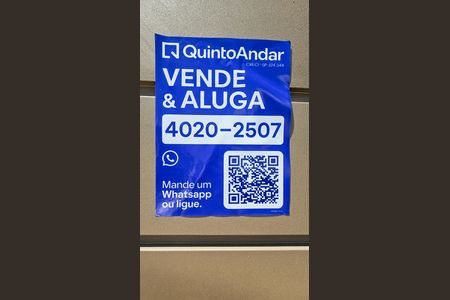 QuintoAndar
VENDE
& ALUGA
4020-2507
Mande um
Whatsapp
ou ligue.